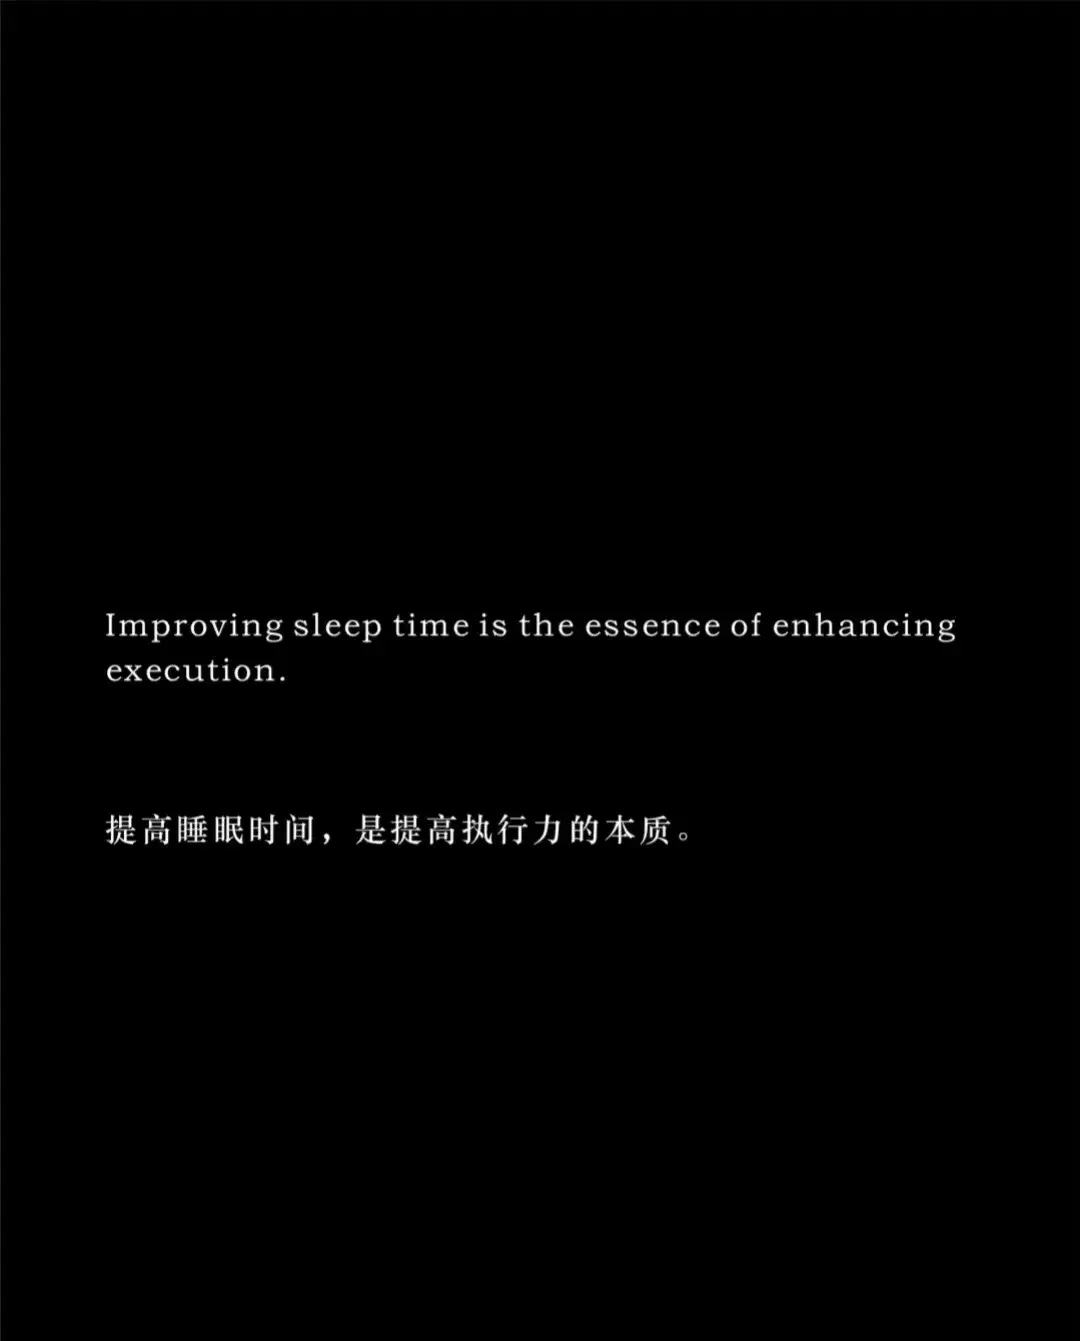 Improving sleep time is the essence of enhancing
execution.
提高睡眠时间，是提高执行力的本质。